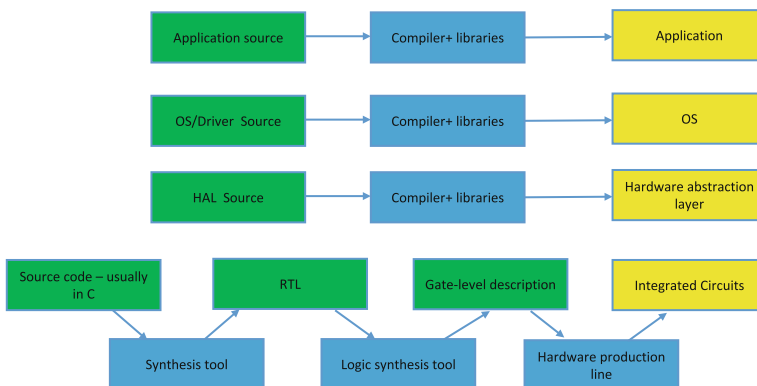 Application source
Compiler+ libraries
Application
OS/Driver Source
Compiler+ libraries
OS
HAL Source
Compiler+ libraries
Hardware abstraction
layer
Source code – usually
in C
RTL
Gate-level description
Integrated Circuits
Synthesis tool
Logic synthesis tool
Hardware production
line